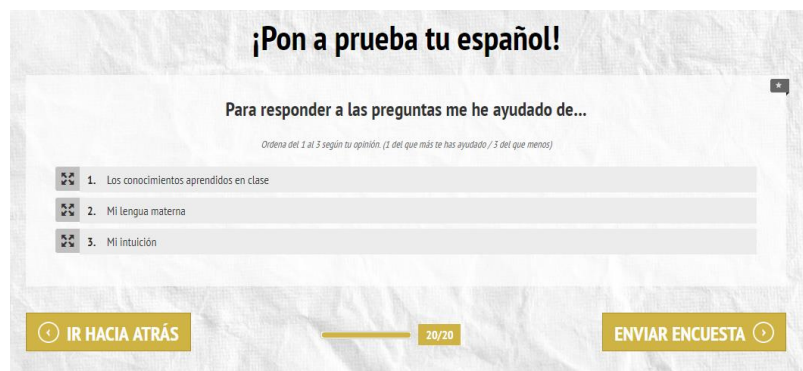 ¡Pon a prueba tu español!
Para responder a las preguntas me he ayudado de...
Ordena del 1 al 3 según tu opinión. (1 del que más te has ayudado / 3 del que menos)
1. Los conocimientos aprendidos en clase
2. Mi lengua materna
3. Mi intuición
IR HACIA ATRÁS
20/20
ENVIAR ENCUESTA